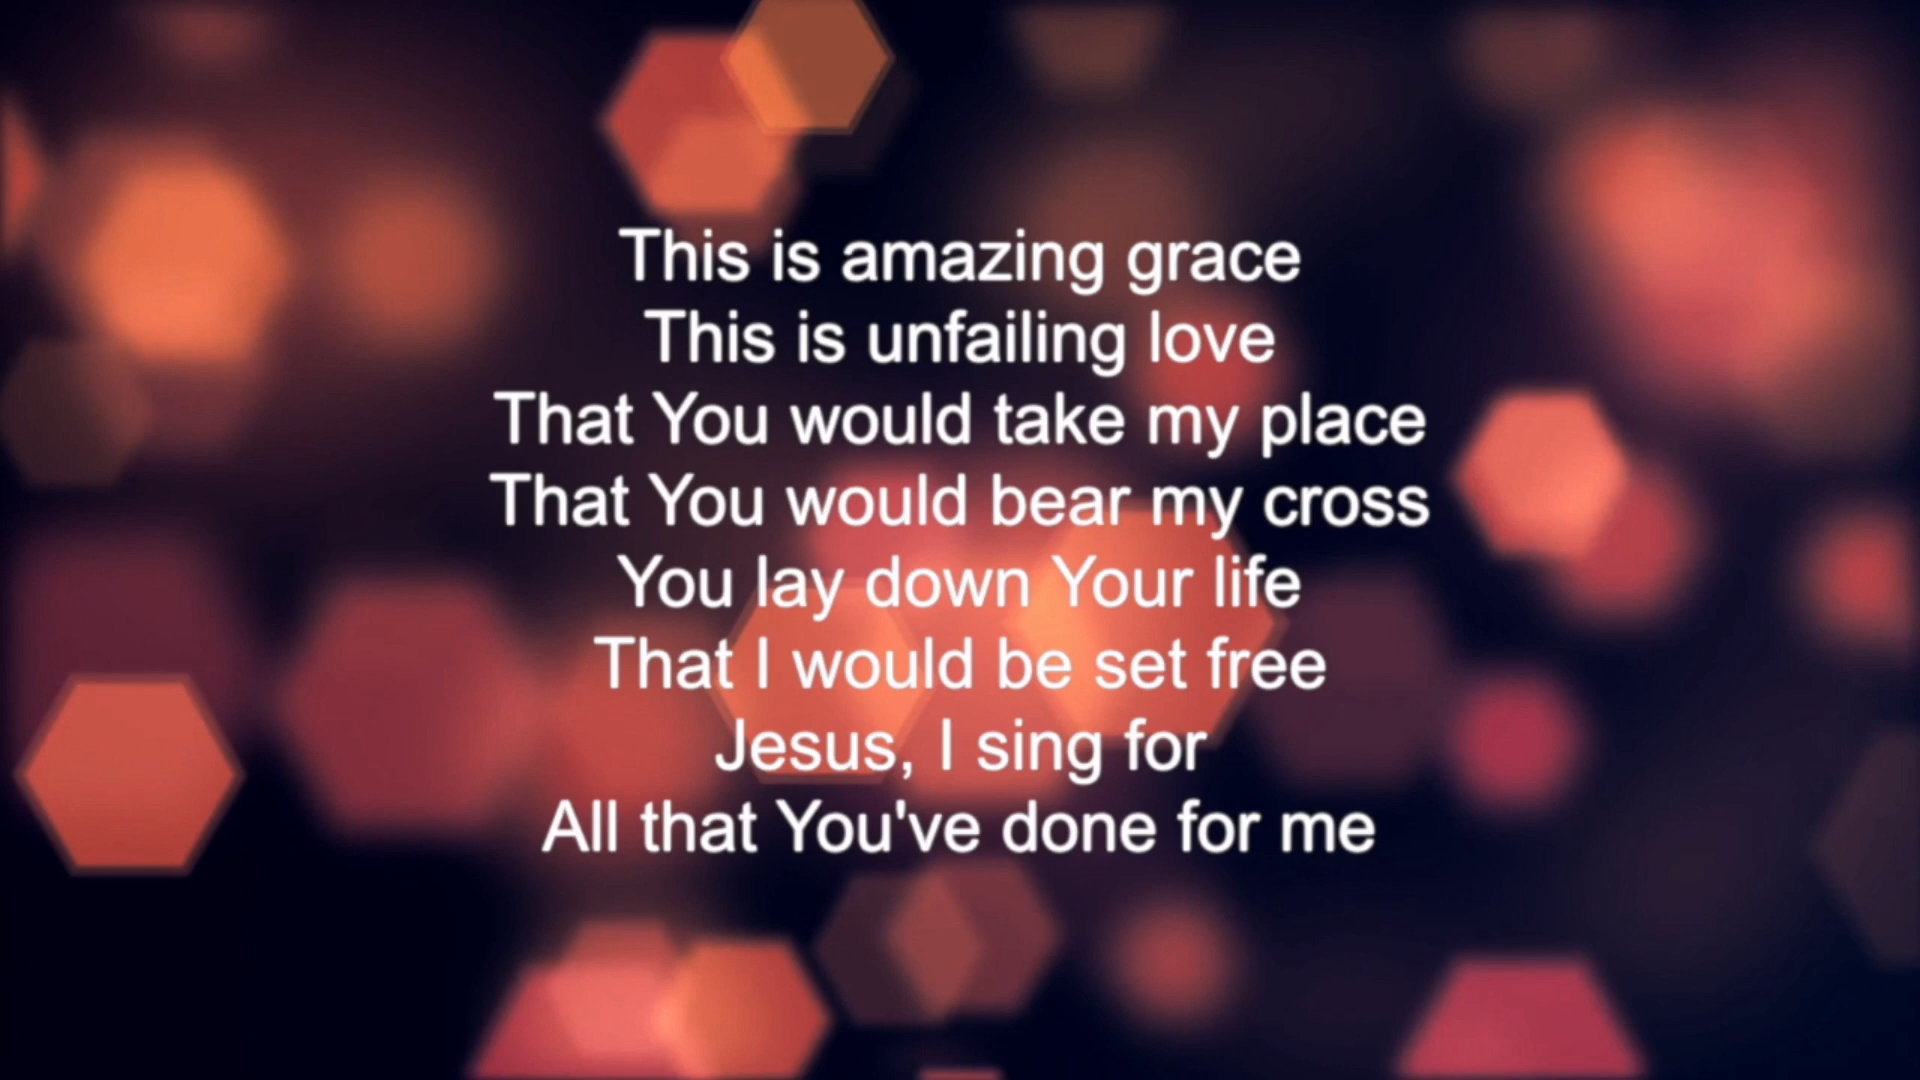 This is amazing grace
This is unfailing love
That You would take my place
That You would bear my cross
You lay down Your life
That I would be set free
Jesus, I sing for
All that You've done for me